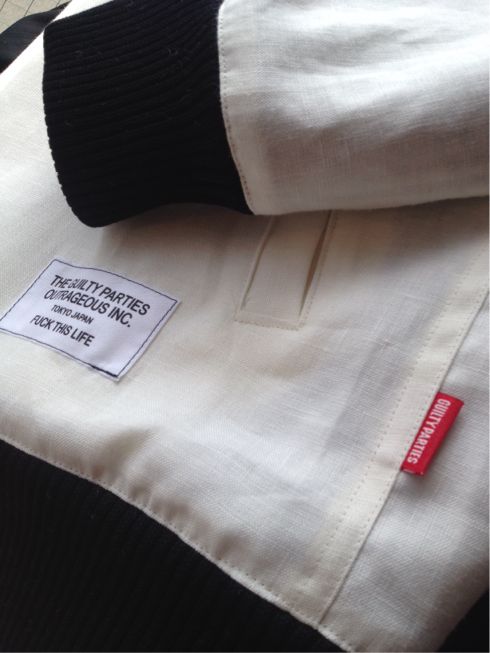 THE GUILTY PARTIES
OUTRAGEOUS INC.
TOKYO JAPAN
FUCK THIS LIFE
GUILTY PARTIES